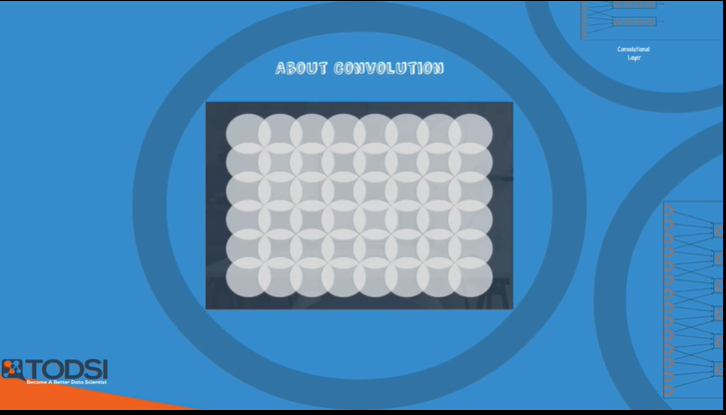 ABOUT CONVOLUTION
Convolutional
Layer
TODSI
Become A Better Data Scientist